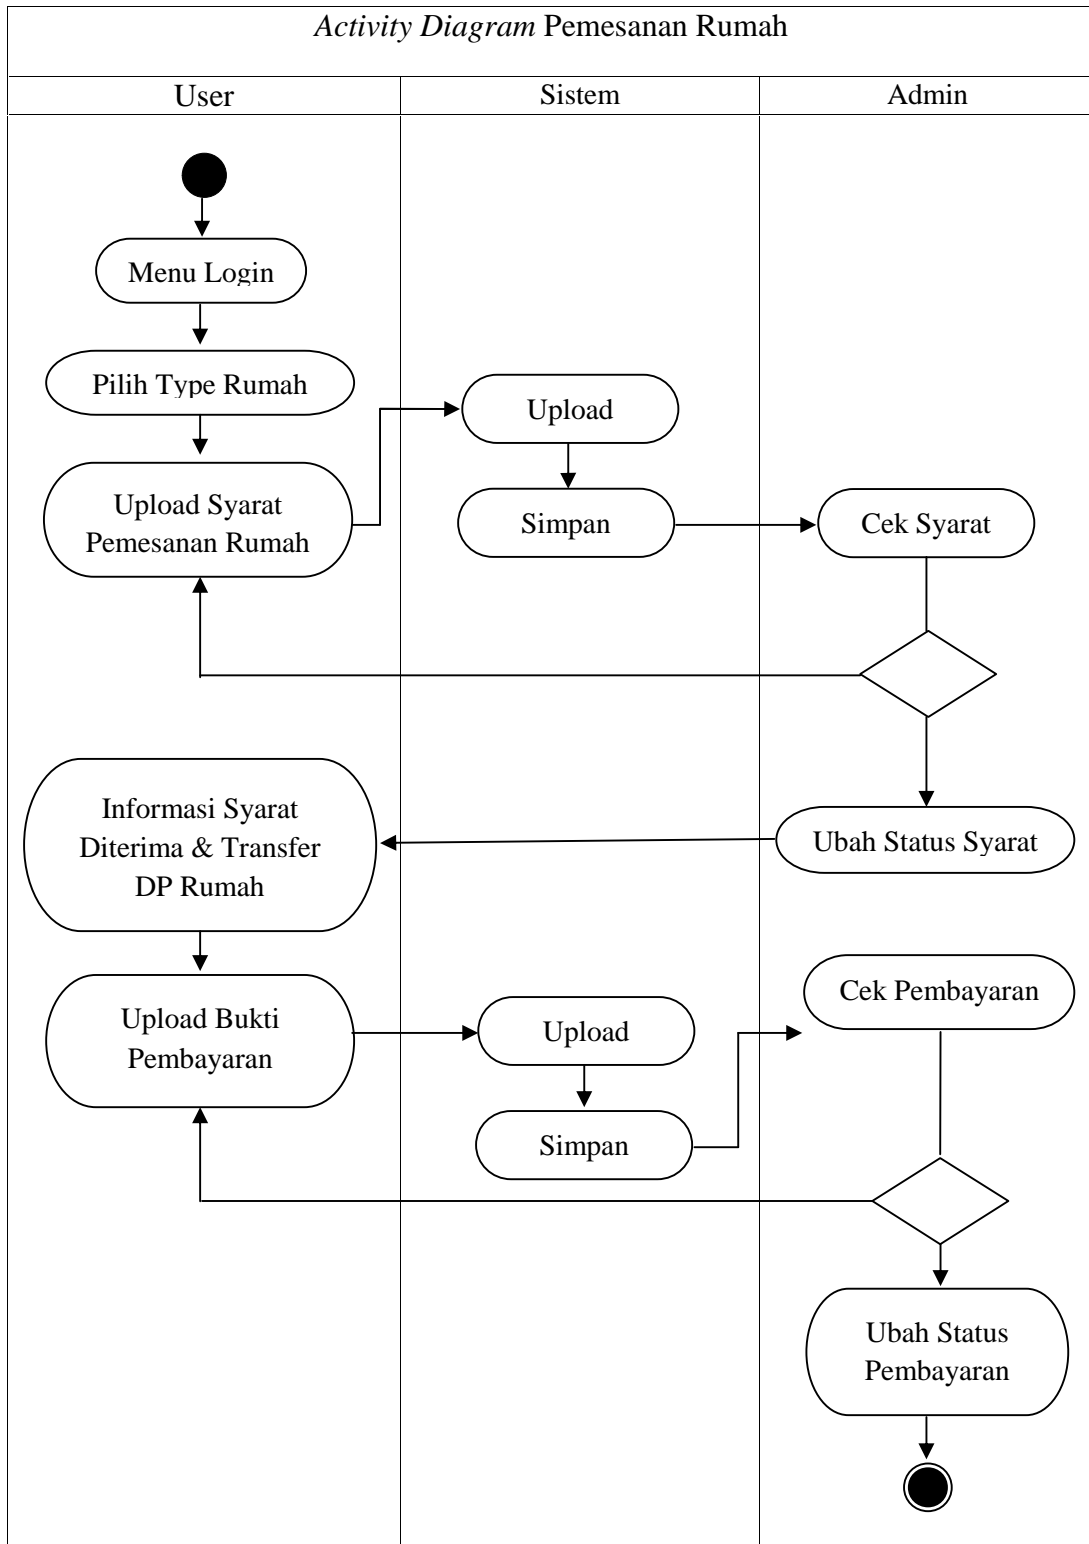 Activity Diagram Pemesanan Rumah
User
Sistem
Admin
Menu Login
Pilih Type Rumah
Upload
Upload Syarat
Pemesanan Rumah
Simpan
Cek Syarat
Informasi Syarat
Diterima & Transfer
DP Rumah
Ubah Status Syarat
Cek Pembayaran
Upload Bukti
Pembayaran
Upload
Simpan
Ubah Status
Pembayaran